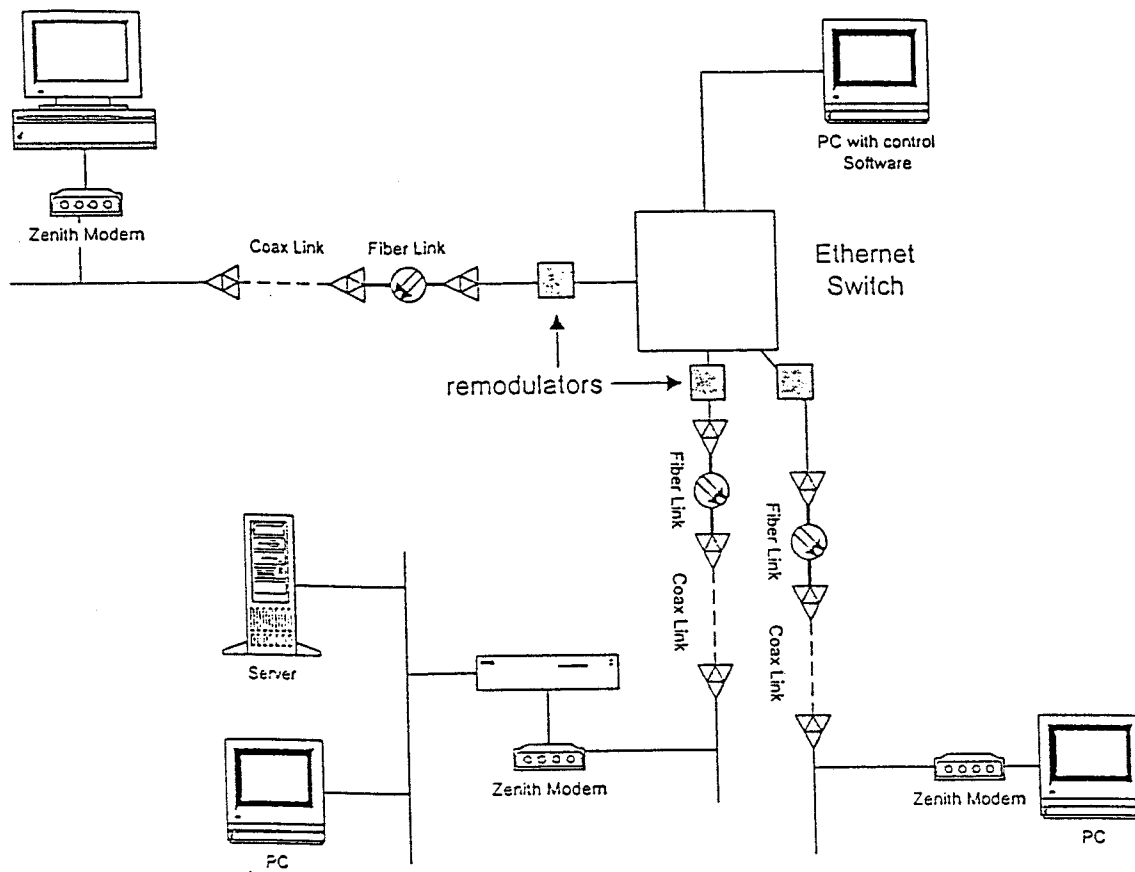 PC with control
Software
Zenith Modem
Coax Link
Fiber Link
Ethernet
Switch
remodulators
Fiber Link
Fiber Link
Coax Link
Coax Link
Server
Zenith Modem
Zenith Modem
PC
PC